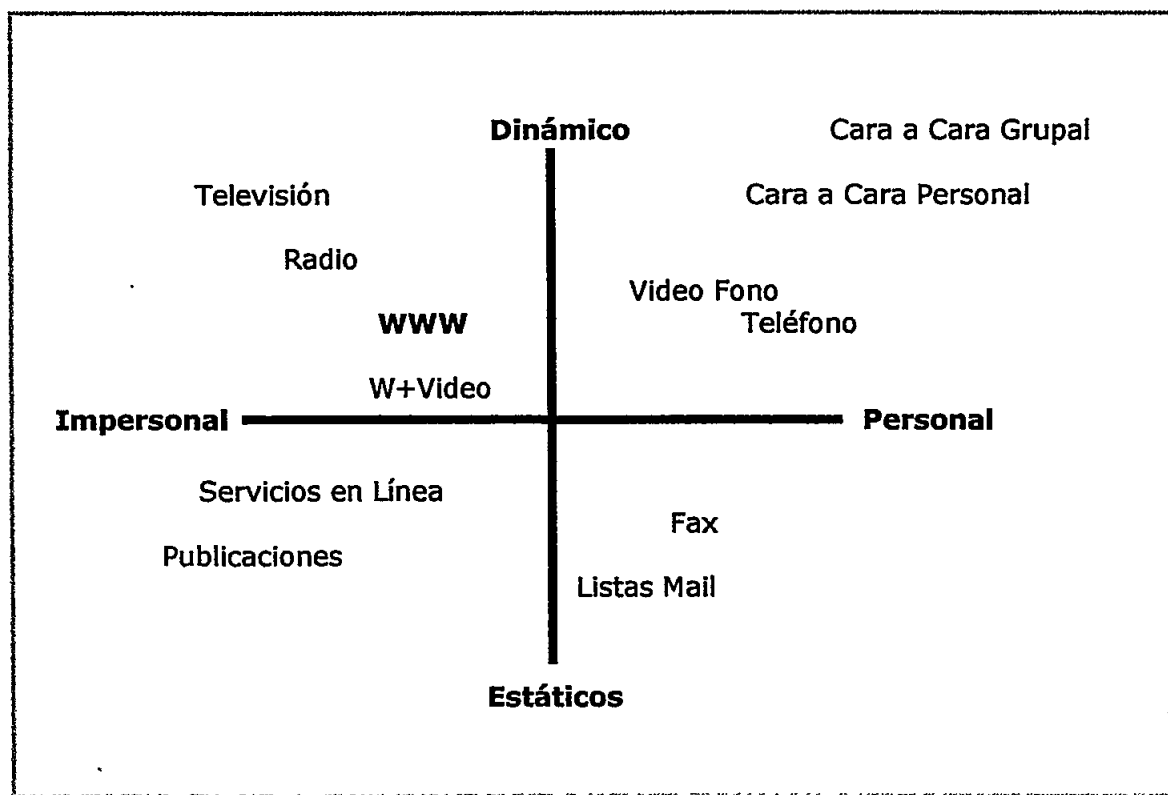 Dinámico
Cara a Cara Grupal
Televisión
Cara a Cara Personal
Radio
Video Fono
WWW
Teléfono
W+Video
Impersonal
Personal
Servicios en Línea
Fax
Publicaciones
Listas Mail
Estáticos